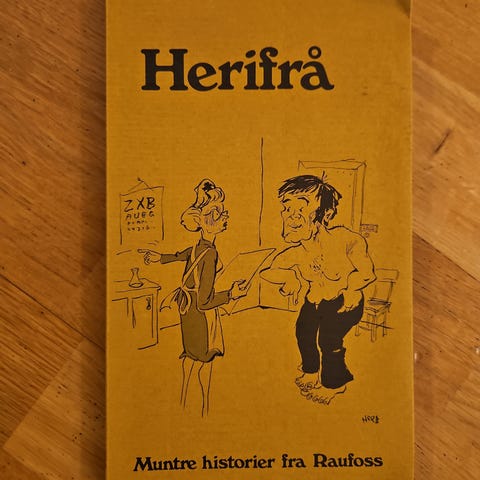 Herifrå
ZXB
AUEG
Muntre historier fra Raufoss